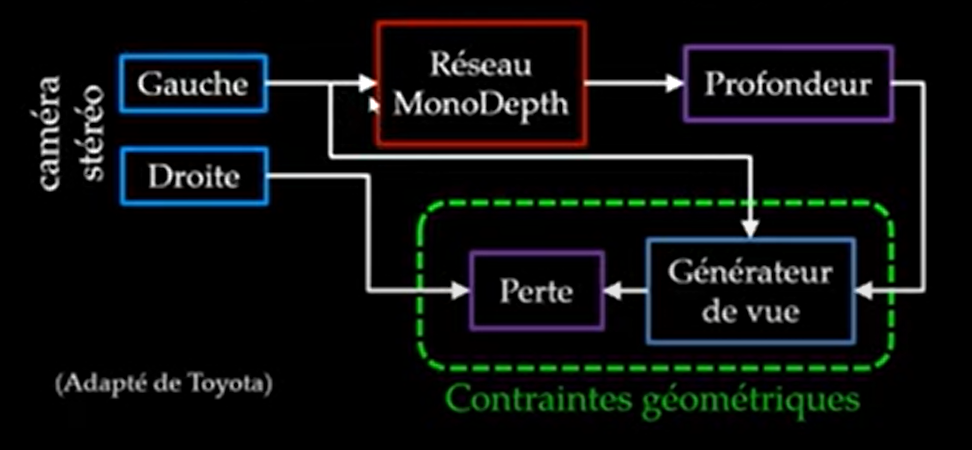 caméra
stéréo
Gauche
Droite
Réseau
MonoDepth
Profondeur
Perte
Générateur
de vue
Contraintes géométriques
(Adapté de Toyota)